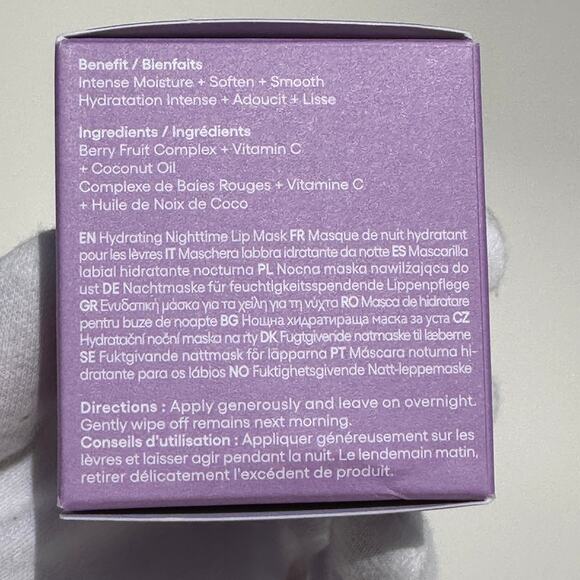 Benefit / Bienfaits
Intense Moisture + Soften + Smooth
Hydratation Intense + Adoucit + Lisse
Ingredients / Ingrédients
Berry Fruit Complex + Vitamin C
+ Coconut Oil
Complexe de Baies Rouges + Vitamine C
+ Huile de Noix de Coco
EN Hydrating Nighttime Lip Mask FR Masque de nuit hydratant
pour les lèvres IT Maschera labbra idratante da notte ES Mascarilla
labial hidratante nocturna PL Nocna maska nawilżająca do
ust DE Nachtmaske für feuchtigkeitsspendende Lippenpflege
GR Ενυδατική μάσκα για τα χείλη για τη νύχτα RO Masca de hidratare
pentru buze de noapte BG Нощна хидратираща маска за уста CZ
Hydratační noční maska na rty DK Fugtgivende natmaske til læberne
SE Fuktgivande nattmask för läpparna PT Máscara noturna hi-
dratante para os lábios NO Fuktighetsgivende Natt-leppemaske
Directions : Apply generously and leave on overnight.
Gently wipe off remains next morning.
Conseils d'utilisation : Appliquer généreusement sur les
lèvres et laisser agir pendant la nuit. Le lendemain matin,
retirer délicatement l'excédent de produit.